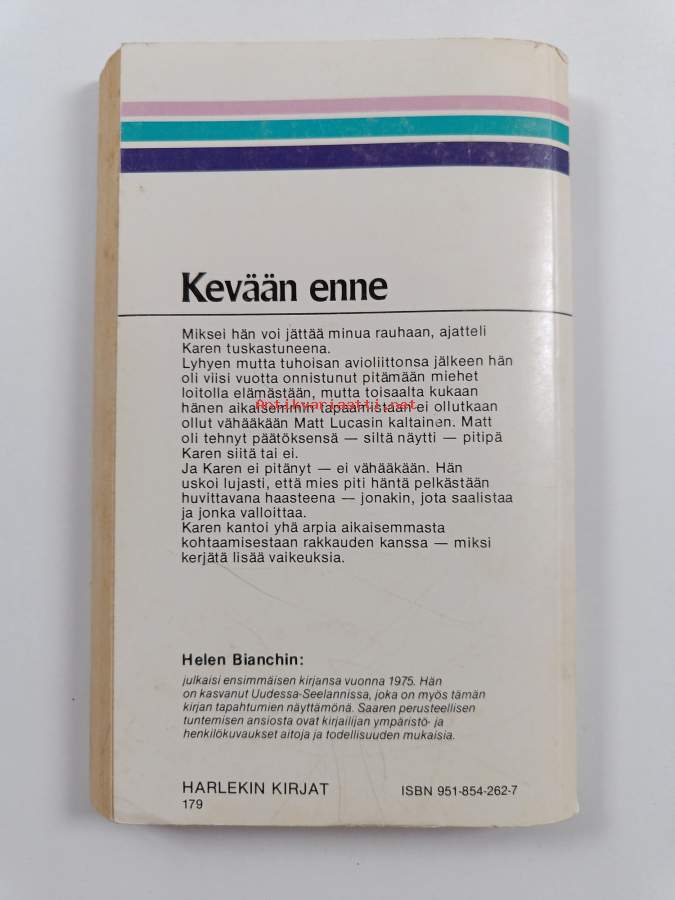 Kevään enne
Miksei hän voi jättää minua rauhaan, ajatteli
Karen tuskastuneena.
Lyhyen mutta tuhoisan avioliittonsa jälkeen hän
oli viisi vuotta onnistunut pitämään miehet
loitolla elämästään, mutta toisaalta kukaan
antikvariaatti.net
hänen aikaisemmin tapaamistaan ei ollutkaan
ollut vähääkään Matt Lucasin kaltainen. Matt
oli tehnyt päätöksensä — siltä näytti — pitipä
Karen siitä tai ei.
Ja Karen ei pitänyt — ei vähääkään. Hän
uskoi lujasti, että mies piti häntä pelkästään
huvittavana haasteena — jonakin, jota saalistaa
ja jonka valloittaa.
Karen kantoi yhä arpia aikaisemmasta
kohtaamisestaan rakkauden kanssa — miksi
kerjätä lisää vaikeuksia.
Helen Bianchin:
julkaisi ensimmäisen kirjansa vuonna 1975. Hän
on kasvanut Uudessa-Seelannissa, joka on myös tämän
kirjan tapahtumien näyttämönä. Saaren perusteellisen
tuntemisen ansiosta ovat kirjailijan ympäristö- ja
henkilökuvaukset aitoja ja todellisuuden mukaisia.
HARLEKIN KIRJAT ISBN 951-854-262-7
179